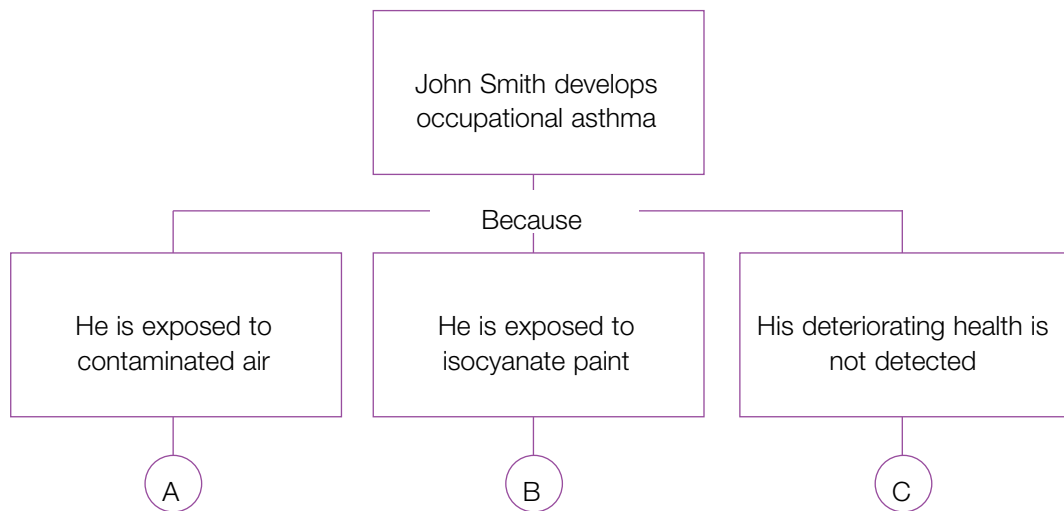 John Smith develops
occupational asthma
Because
He is exposed to
contaminated air
He is exposed to
isocyanate paint
His deteriorating health is
not detected
A
B
C